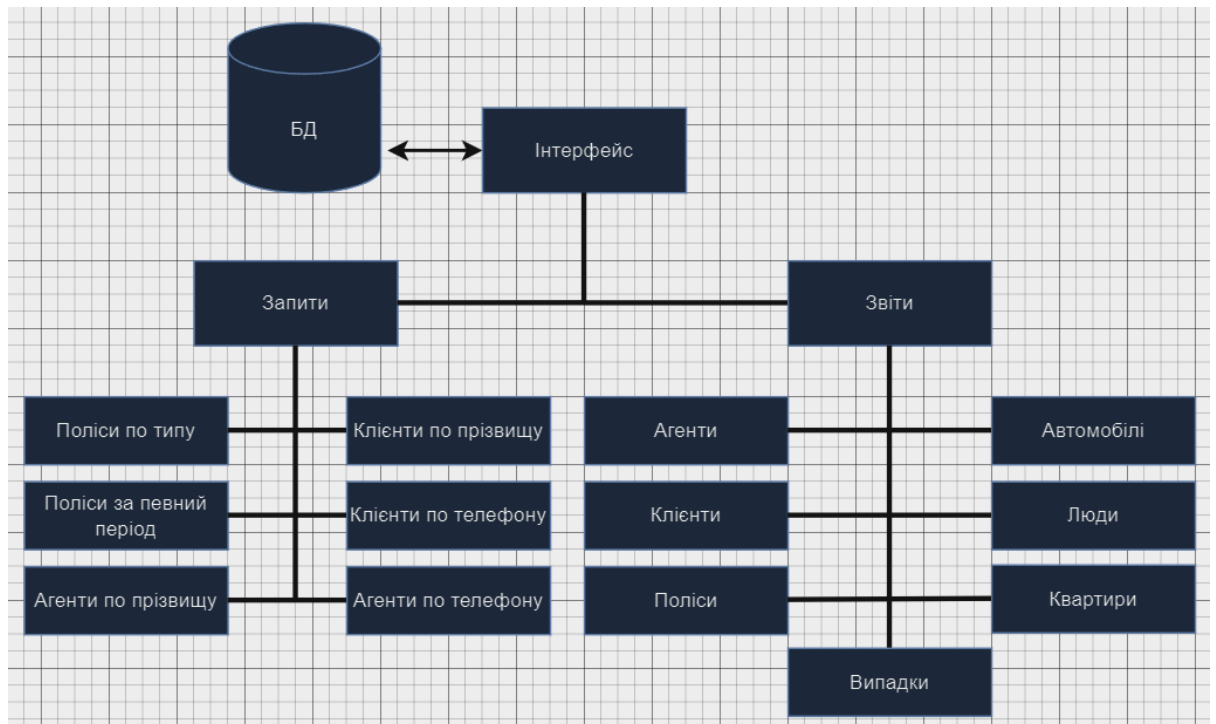 БД
Інтерфейс
Запити
Звіти
Поліси по типу
Клієнти по прізвищу
Агенти
Автомобілі
Поліси за певний
період
Клієнти по телефону
Клієнти
Люди
Агенти по прізвищу
Агенти по телефону
Поліси
Квартири
Випадки